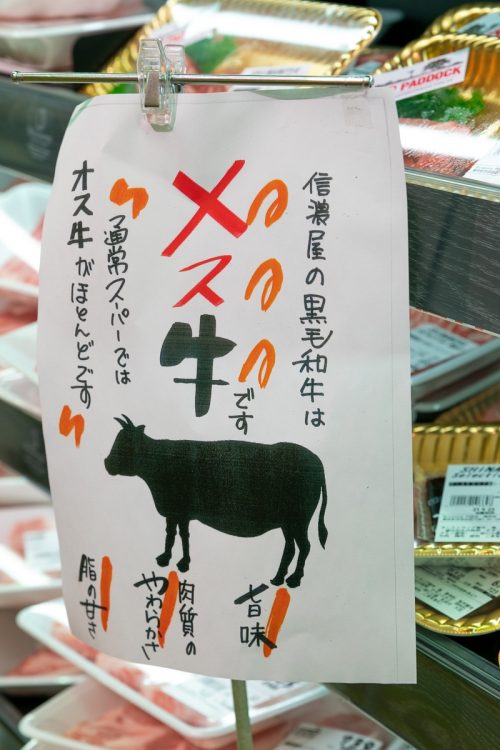 信濃屋の黒毛和牛は
メス牛です
通常スーパーでは
オス牛がほとんどです
旨味
肉質の
やわらかさ
脂の甘さ
PADDOCK